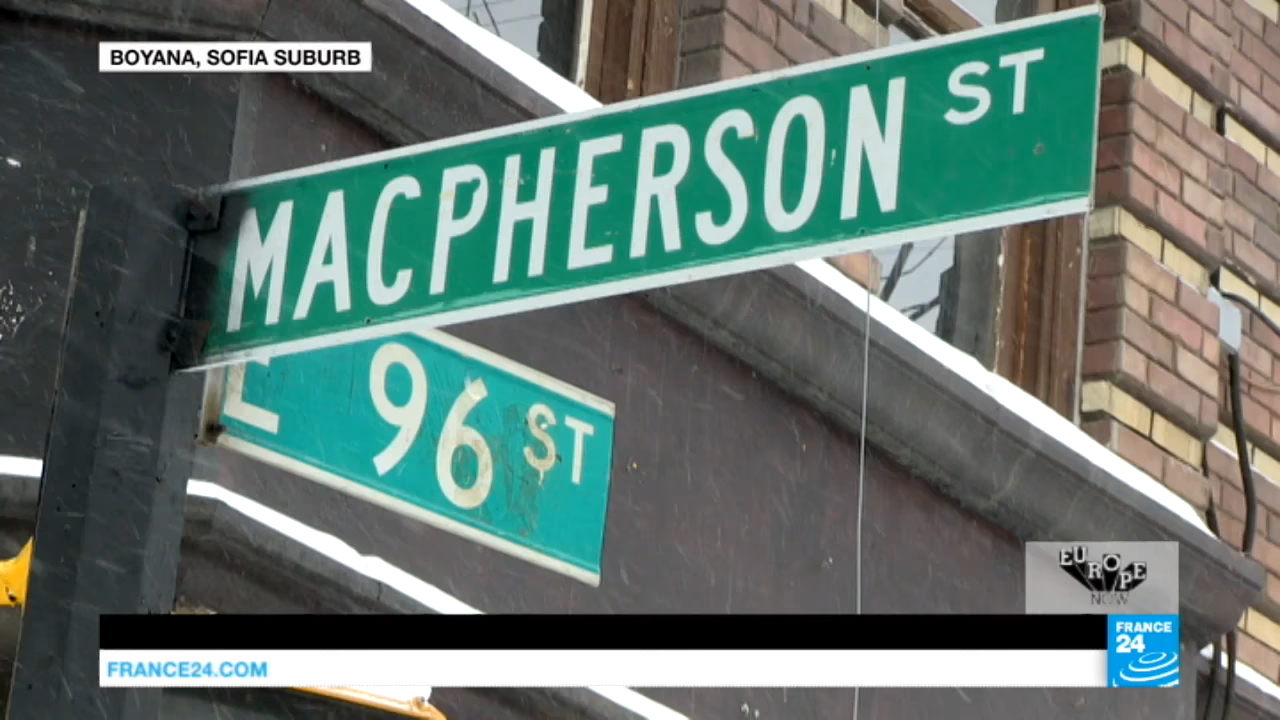 BOYANA, SOFIA SUBURB
MACPHERSON ST
E 96 ST
EUROPE
NOW
FRANCE
24
FRANCE24.COM